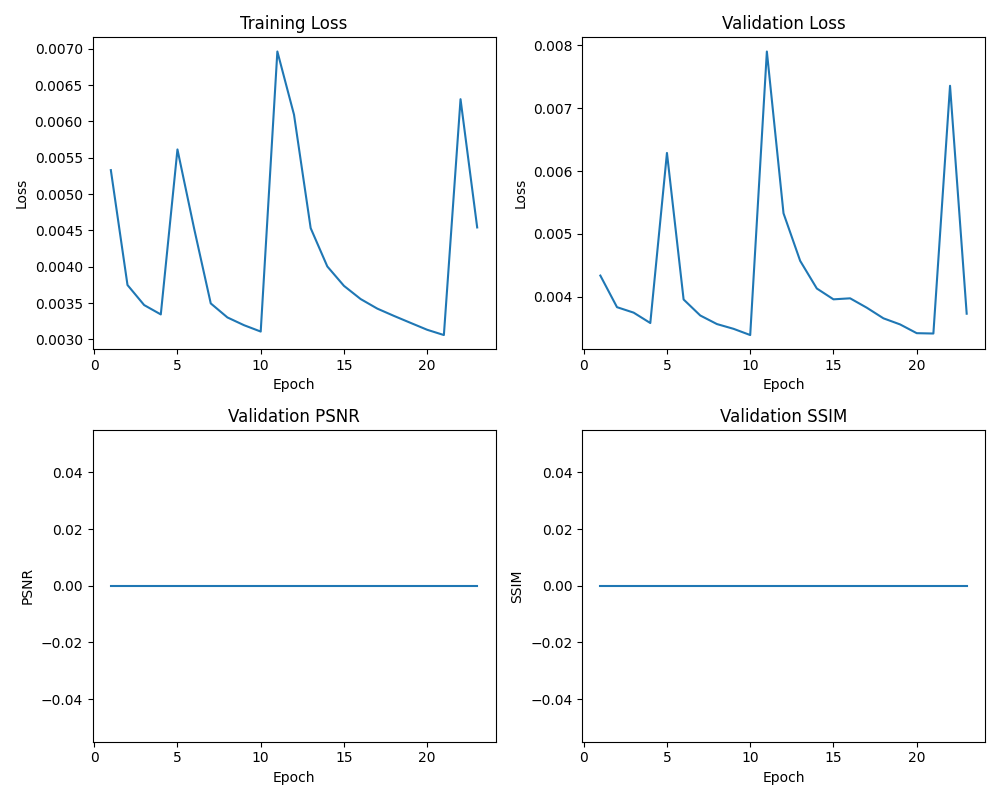 Training Loss
Validation Loss
0.0070
0.0065
0.0060
0.0055
0.0050
0.0045
0.0040
0.0035
0.0030
Loss
0 5 10 15 20
Epoch
0.008
0.007
0.006
0.005
0.004
Loss
0 5 10 15 20
Epoch
Validation PSNR
Validation SSIM
0.04
0.02
0.00
−0.02
−0.04
PSNR
0 5 10 15 20
Epoch
0.04
0.02
0.00
−0.02
−0.04
SSIM
0 5 10 15 20
Epoch